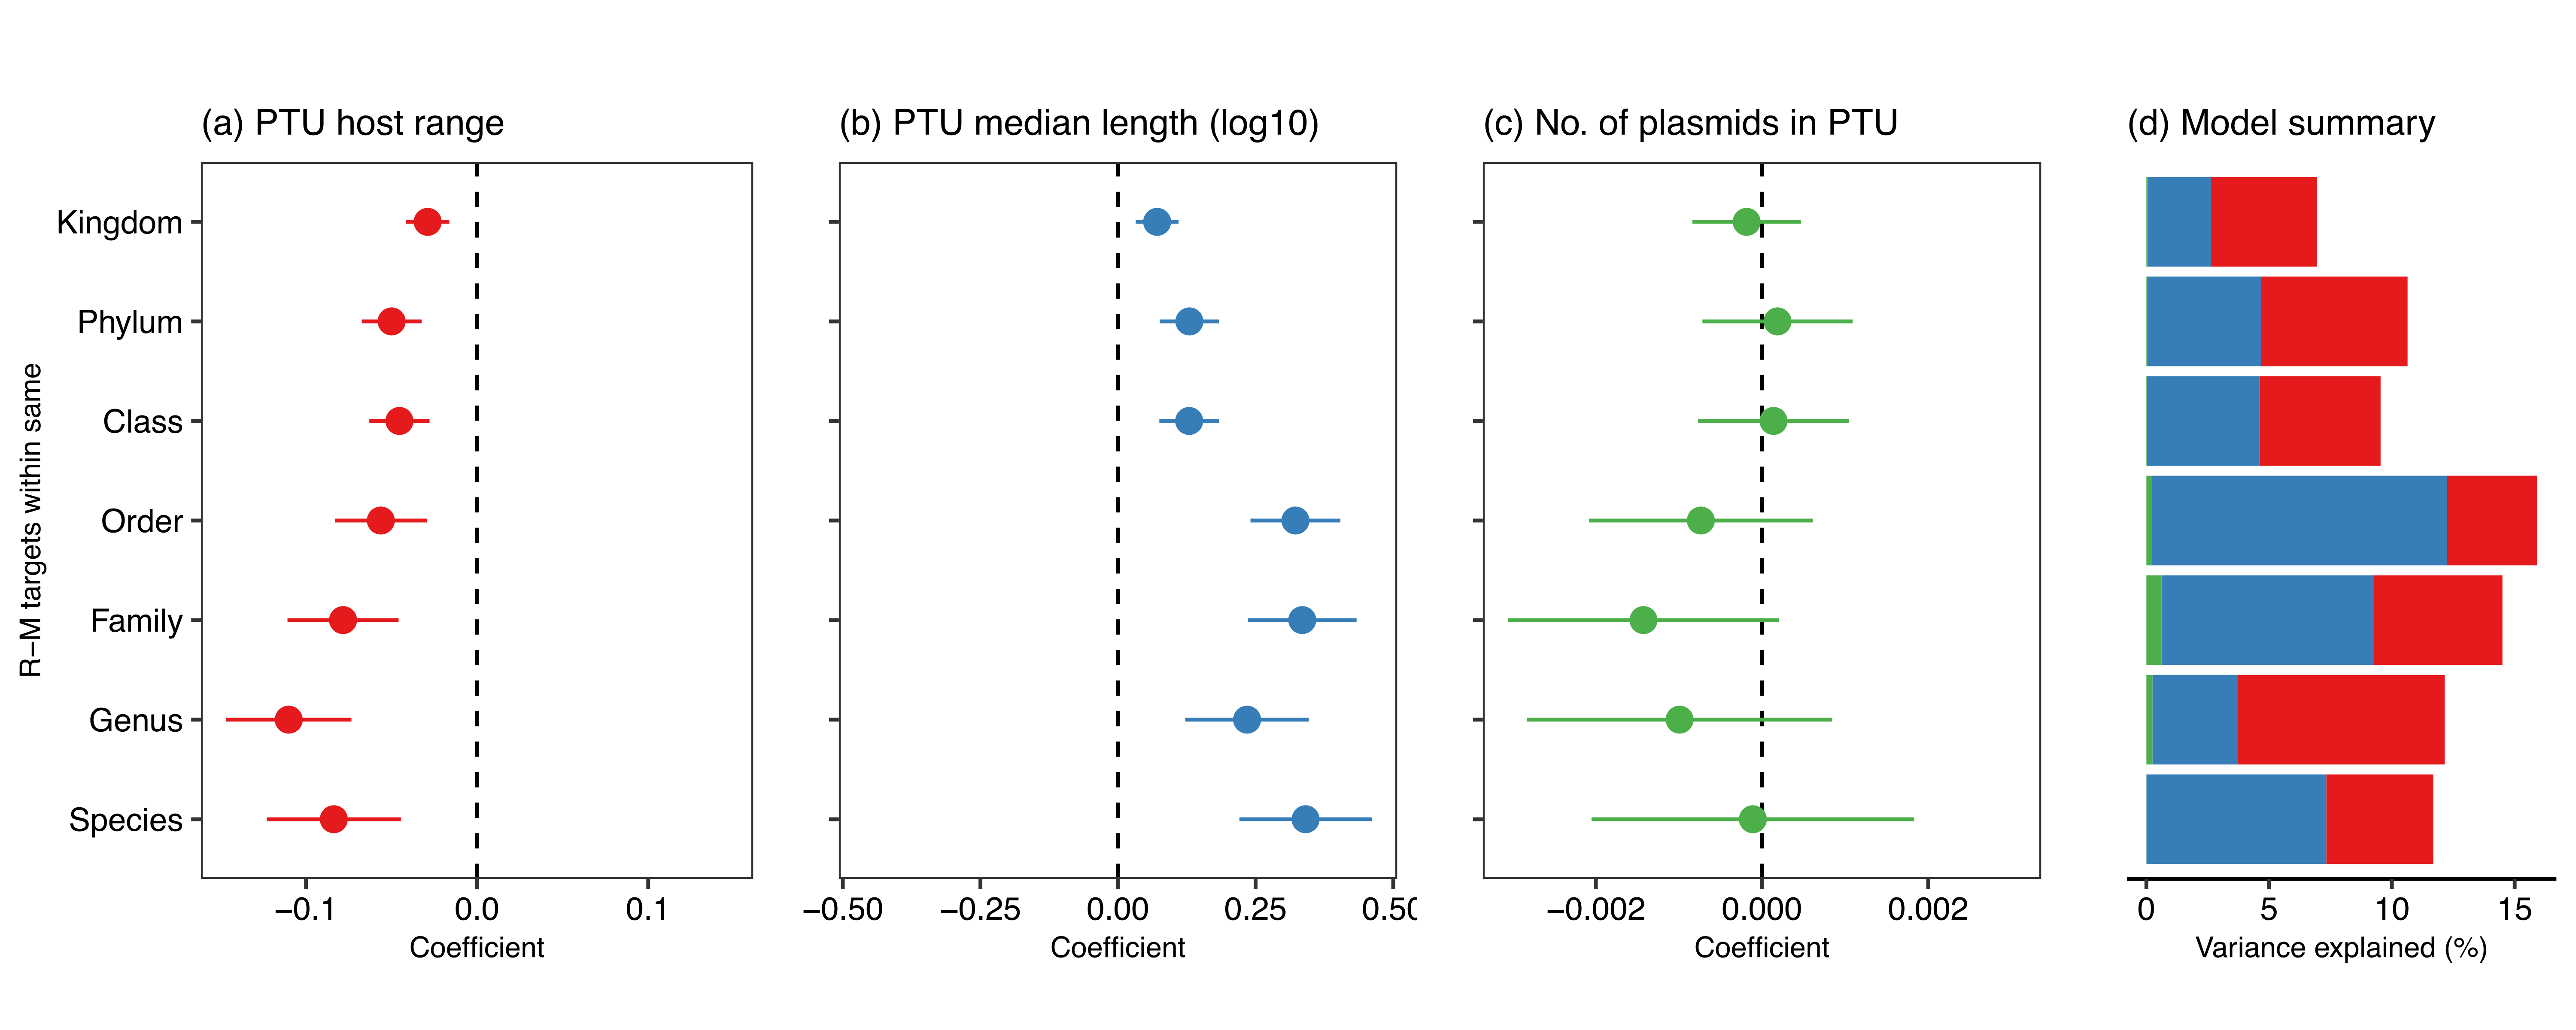 (a) PTU host range
(b) PTU median length (log10)
(c) No. of plasmids in PTU
(d) Model summary
R−M targets within same
Kingdom
Phylum
Class
Order
Family
Genus
Species
−0.1 0.0 0.1
Coefficient
−0.50 −0.25 0.00 0.25 0.50
Coefficient
−0.002 0.000 0.002
Coefficient
0 5 10 15
Variance explained (%)